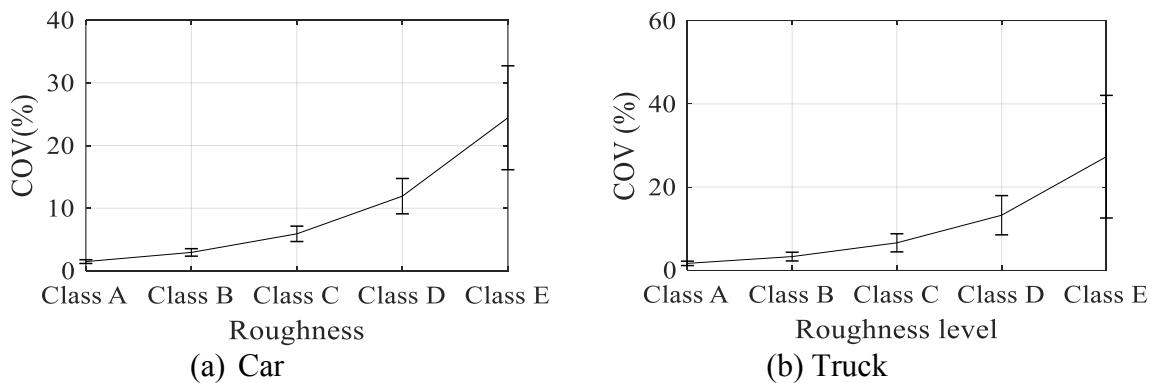 40
30
20
10
0
COV(%)
Class A Class B Class C Class D Class E
Roughness
(a) Car
60
40
20
0
COV (%)
Class A Class B Class C Class D Class E
Roughness level
(b) Truck